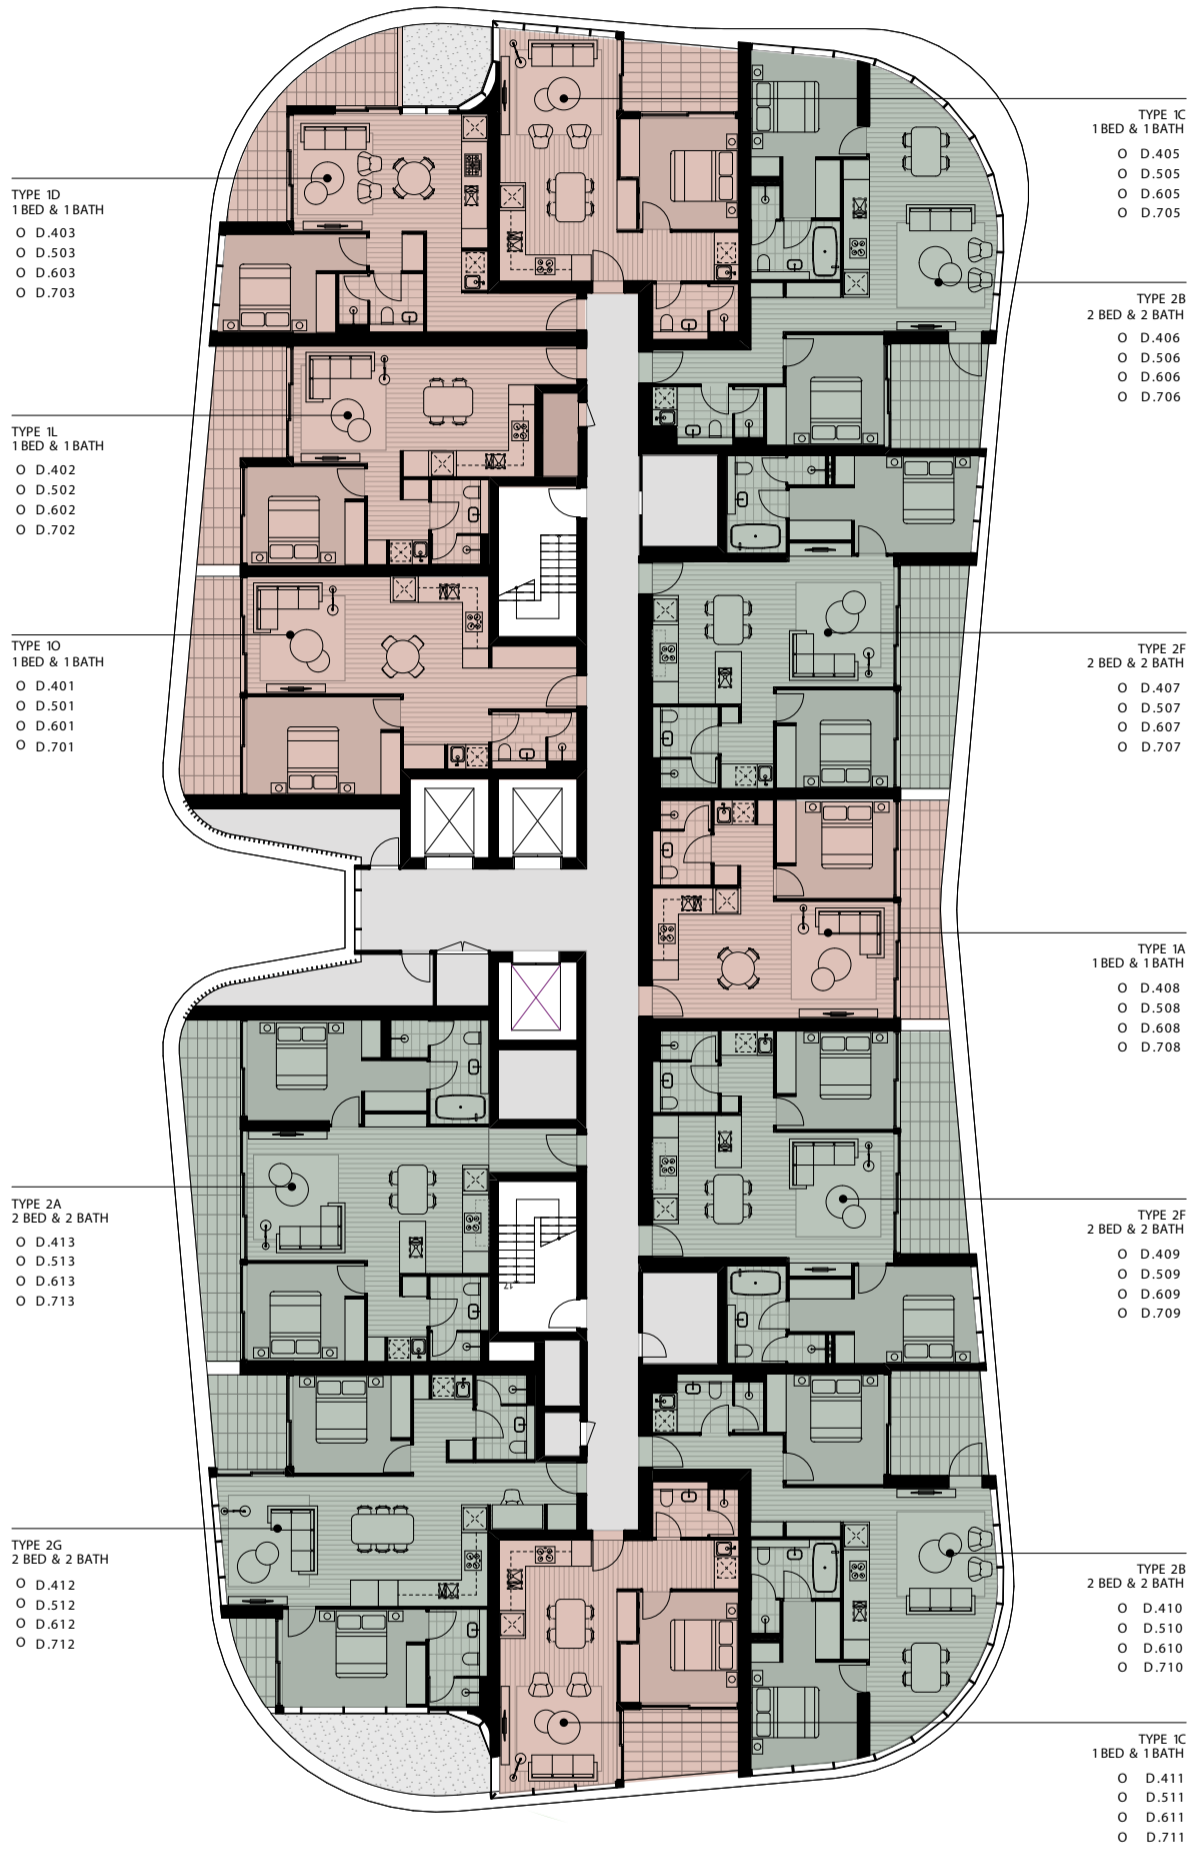 TYPE 1C
1 BED & 1 BATH
O D.405
O D.505
O D.605
O D.705
TYPE 1D
1 BED & 1 BATH
O D.403
O D.503
O D.603
O D.703
TYPE 2B
2 BED & 2 BATH
O D.406
O D.506
O D.606
O D.706
TYPE 1L
1 BED & 1 BATH
O D.402
O D.502
O D.602
O D.702
TYPE 1O
1 BED & 1 BATH
O D.401
O D.501
O D.601
O D.701
TYPE 2F
2 BED & 2 BATH
O D.407
O D.507
O D.607
O D.707
TYPE 1A
1 BED & 1 BATH
O D.408
O D.508
O D.608
O D.708
TYPE 2A
2 BED & 2 BATH
O D.413
O D.513
O D.613
O D.713
TYPE 2F
2 BED & 2 BATH
O D.409
O D.509
O D.609
O D.709
17
TYPE 2G
2 BED & 2 BATH
O D.412
O D.512
O D.612
O D.712
TYPE 2B
2 BED & 2 BATH
O D.410
O D.510
O D.610
O D.710
TYPE 1C
1 BED & 1 BATH
O D.411
O D.511
O D.611
O D.711